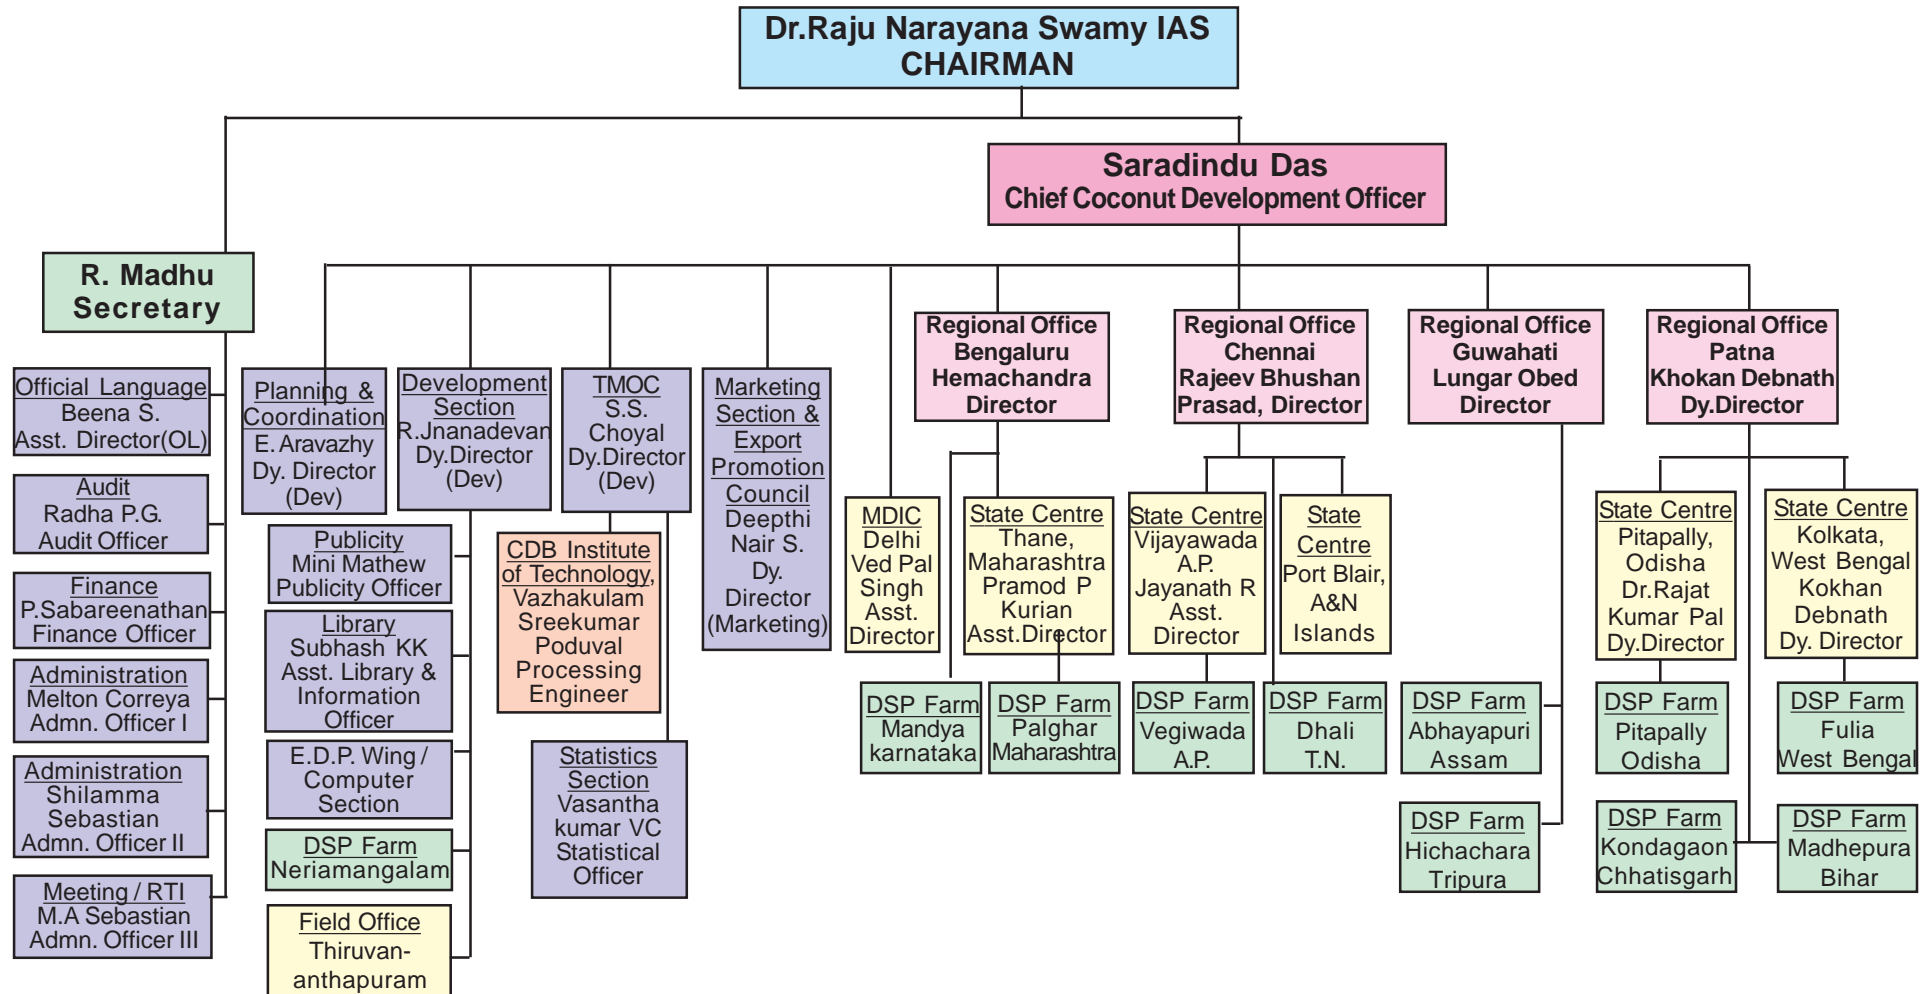 Dr.Raju Narayana Swamy IAS
CHAIRMAN
Saradindu Das
Chief Coconut Development Officer
R. Madhu
Secretary
Official Language
Beena S.
Asst. Director(OL)
Audit
Radha P.G.
Audit Officer
Finance
P.Sabareenathan
Finance Officer
Administration
Melton Correya
Admn. Officer I
Administration
Shilamma
Sebastian
Admn. Officer II
Meeting / RTI
M.A Sebastian
Admn. Officer III
Planning &
Coordination
E. Aravazhy
Dy. Director
(Dev)
Development
Section
R.Jnanadevan
Dy.Director
(Dev)
Publicity
Mini Mathew
Publicity Officer
Library
Subhash KK
Asst. Library &
Information
Officer
E.D.P. Wing /
Computer
Section
DSP Farm
Neriamangalam
Field Office
Thiruvan-
anthapuram
TMOC
S.S.
Choyal
Dy.Director
(Dev)
CDB Institute
of Technology,
Vazhakulam
Sreekumar
Poduval
Processing
Engineer
Statistics
Section
Vasantha
kumar VC
Statistical
Officer
Marketing
Section &
Export
Promotion
Council
Deepthi
Nair S.
Dy.
Director
(Marketing)
MDIC
Delhi
Ved Pal
Singh
Asst.
Director
Regional Office
Bengaluru
Hemachandra
Director
State Centre
Thane,
Maharashtra
Pramod P
Kurian
Asst.Director
DSP Farm
Mandya
karnataka
DSP Farm
Palghar
Maharashtra
Regional Office
Chennai
Rajeev Bhushan
Prasad, Director
State Centre
Vijayawada
A.P.
Jayanath R
Asst.
Director
State
Centre
Port Blair,
A&N
Islands
DSP Farm
Vegiwada
A.P.
DSP Farm
Dhali
T.N.
Regional Office
Guwahati
Lungar Obed
Director
DSP Farm
Abhayapuri
Assam
DSP Farm
Hichachara
Tripura
Regional Office
Patna
Khokan Debnath
Dy.Director
State Centre
Pitapally,
Odisha
Dr.Rajat
Kumar Pal
Dy.Director
State Centre
Kolkata,
West Bengal
Kokhan
Debnath
Dy. Director
DSP Farm
Pitapally
Odisha
DSP Farm
Fulia
West Bengal
DSP Farm
Kondagaon
Chhatisgarh
DSP Farm
Madhepura
Bihar